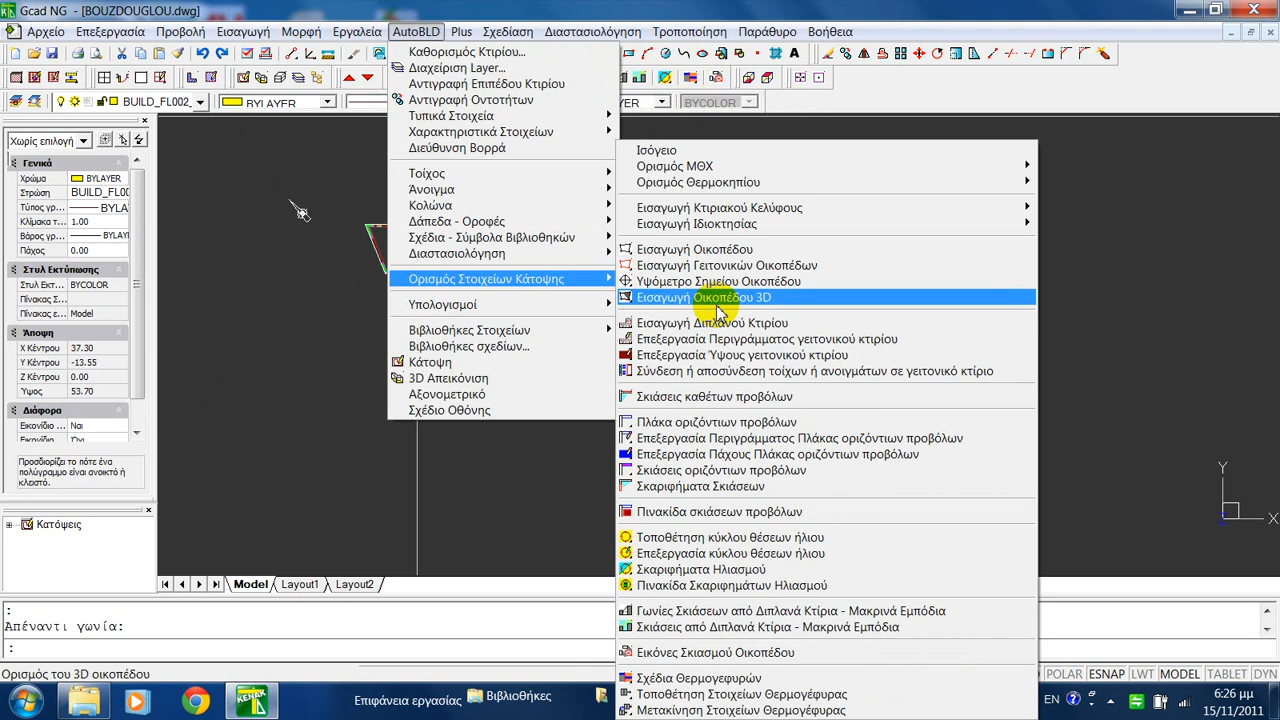 Gcad NG - [BOUZDOUGLOU.dwg]
Αρχείο Επεξεργασία Προβολή Εισαγωγή Μορφή Εργαλεία AutoBLD Plus Σχεδίαση Διαστασιολόγηση Τροποποίηση Παράθυρο Βοήθεια
BUILD_FL002_ BYLAYER BYCOLOR
Χωρίς επιλογή
Γενικά
Χρώμα BYLAYER
Στρώση BUILD_FL00
Τύπος γρ... BYLA
Κλίμακα τ... 1.00
Βάρος γρ... BYLAY
Πάχος 0.00
Στυλ Εκτύπωσης
Στυλ Εκτ... BYCOLOR
Πίνακας Σ...
Πίνακας Σ... Model
Άποψη
X Κέντρου 37.30
Y Κέντρου -13.55
Z Κέντρου 0.00
Ύψος 53.70
Διάφορα
Εικονίδιο ... Ναι
Προσδιορίζει το πότε ένα πολύγραμμο είναι ανοικτό ή κλειστό.
Κατόψεις
Καθορισμός Κτιρίου...
Διαχείριση Layer...
Αντιγραφή Επιπέδου Κτιρίου
Αντιγραφή Οντοτήτων
Τυπικά Στοιχεία
Χαρακτηριστικά Στοιχείων
Διεύθυνση Βορρά
Τοίχος
Άνοιγμα
Κολώνα
Δάπεδα - Οροφές
Σχέδια - Σύμβολα Βιβλιοθηκών
Διαστασιολόγηση
Ορισμός Στοιχείων Κάτοψης
Υπολογισμοί
Βιβλιοθήκες Στοιχείων
Βιβλιοθήκες σχεδίων...
Κάτοψη
3D Απεικόνιση
Αξονομετρικό
Σχέδιο Οθόνης
Ισόγειο
Ορισμός ΜΘΧ
Ορισμός Θερμοκηπίου
Εισαγωγή Κτιριακού Κελύφους
Εισαγωγή Ιδιοκτησίας
Εισαγωγή Οικοπέδου
Εισαγωγή Γειτονικών Οικοπέδων
Υψόμετρο Σημείου Οικοπέδου
Εισαγωγή Οικοπέδου 3D
Εισαγωγή Διπλανού Κτιρίου
Επεξεργασία Περιγράμματος γειτονικού κτιρίου
Επεξεργασία Ύψους γειτονικού κτιρίου
Σύνδεση ή αποσύνδεση τοίχων ή ανοιγμάτων σε γειτονικό κτίριο
Σκιάσεις καθέτων προβόλων
Πλάκα οριζόντιων προβόλων
Επεξεργασία Περιγράμματος Πλάκας οριζόντιων προβόλων
Επεξεργασία Πάχους Πλάκας οριζόντιων προβόλων
Σκιάσεις οριζόντιων προβόλων
Σκαριφήματα Σκιάσεων
Πινακίδα σκιάσεων προβόλων
Τοποθέτηση κύκλου θέσεων ήλιου
Επεξεργασία κύκλου θέσεων ήλιου
Σκαριφήματα Ηλιασμού
Πινακίδα Σκαριφημάτων Ηλιασμού
Γωνίες Σκιάσεων από Διπλανά Κτίρια - Μακρινά Εμπόδια
Σκιάσεις από Διπλανά Κτίρια - Μακρινά Εμπόδια
Εικόνες Σκιασμού Οικοπέδου
Σχέδια Θερμογεφυρών
Τοποθέτηση Στοιχείων Θερμογέφυρας
Μετακίνηση Στοιχείων Θερμογέφυρας
Y
X
Model Layout1 Layout2
:
Απέναντι γωνία:
:
Ορισμός του 3D οικοπέδου
POLAR ESNAP LWT MODEL TABLET DYN
KENAK Επιφάνεια εργασίας Βιβλιοθήκες EN 6:26 μμ
15/11/2011